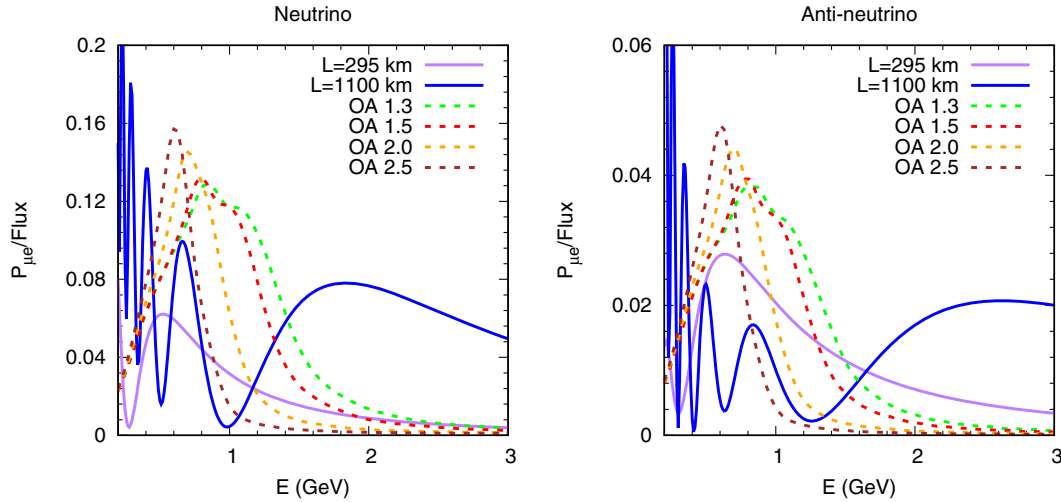 Neutrino
P_μe/Flux
0.2
0.16
0.12
0.08
0.04
0
L=295 km
L=1100 km
OA 1.3
OA 1.5
OA 2.0
OA 2.5
1
2
3
E (GeV)
Anti-neutrino
P_μe/Flux
0.06
0.04
0.02
0
L=295 km
L=1100 km
OA 1.3
OA 1.5
OA 2.0
OA 2.5
1
2
3
E (GeV)